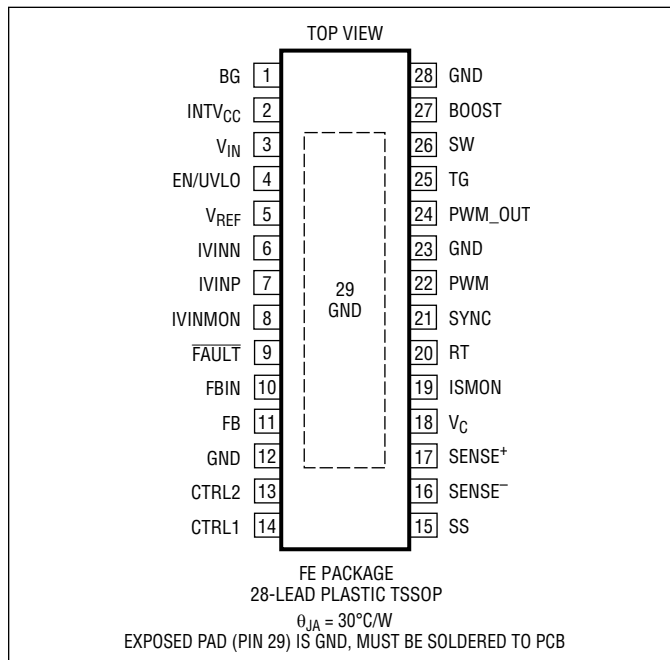 TOP VIEW
BG 1
INTVCC 2
VIN 3
EN/UVLO 4
VREF 5
IVINN 6
IVINP 7
IVINMON 8
FAULT 9
FBIN 10
FB 11
GND 12
CTRL2 13
CTRL1 14
29
GND
28 GND
27 BOOST
26 SW
25 TG
24 PWM_OUT
23 GND
22 PWM
21 SYNC
20 RT
19 ISMON
18 VC
17 SENSE+
16 SENSE–
15 SS
FE PACKAGE
28-LEAD PLASTIC TSSOP
θJA = 30°C/W
EXPOSED PAD (PIN 29) IS GND, MUST BE SOLDERED TO PCB